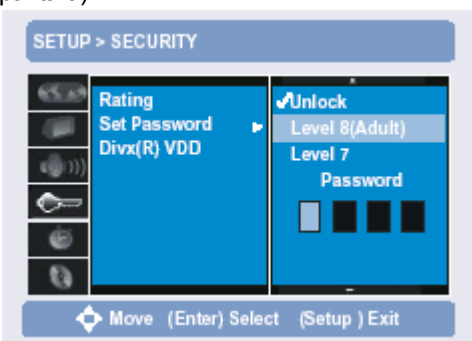 SETUP > SECURITY
Rating
Set Password
Divx(R) VDD
✔Unlock
Level 8(Adult)
Level 7
Password
Move (Enter) Select (Setup ) Exit